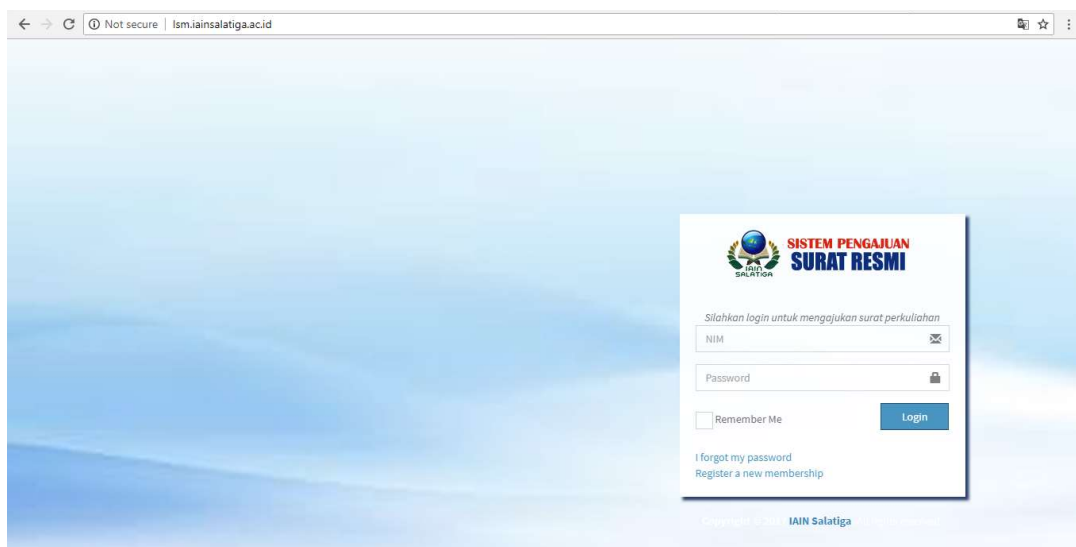 Not secure | lsm.iainsalatiga.ac.id
IAIN
SALATIGA
SISTEM PENGAJUAN
SURAT RESMI
Silahkan login untuk mengajukan surat perkuliahan
NIM
Password
Remember Me
Login
I forgot my password
Register a new membership
Copyright © IAIN Salatiga